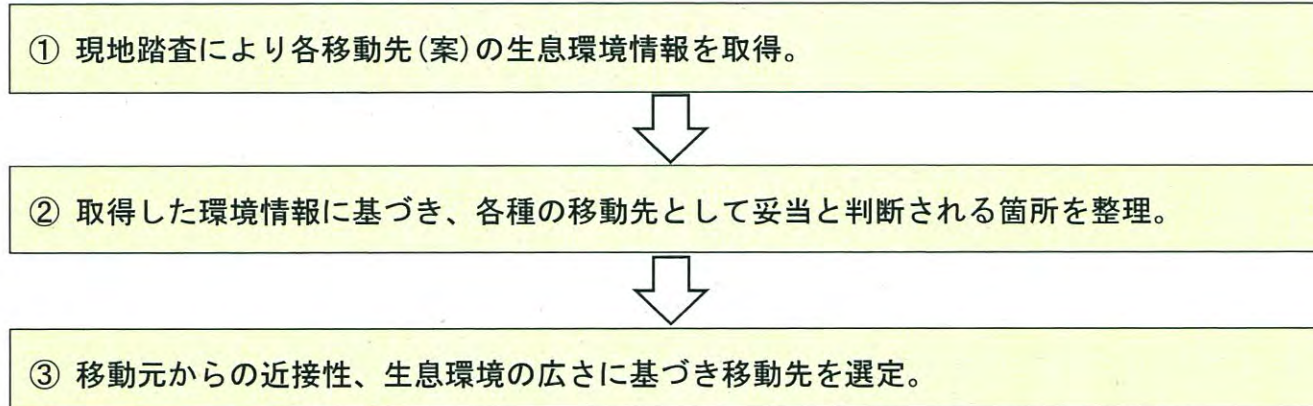 ① 現地踏査により各移動先(案)の生息環境情報を取得。
② 取得した環境情報に基づき、各種の移動先として妥当と判断される箇所を整理。
③ 移動元からの近接性、生息環境の広さに基づき移動先を選定。